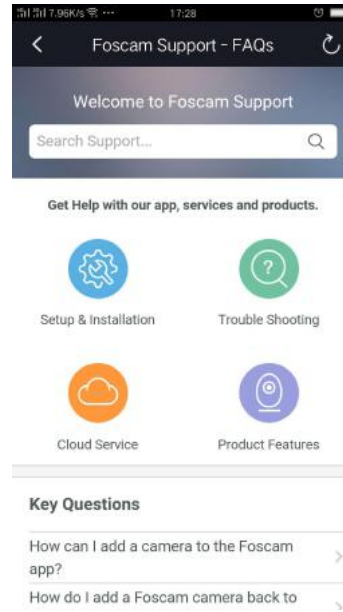 7.96K/s ··· 17:28
Foscam Support - FAQs
Welcome to Foscam Support
Search Support...
Get Help with our app, services and products.
?
Setup & Installation Trouble Shooting
Cloud Service Product Features
Key Questions
How can I add a camera to the Foscam
app?
How do I add a Foscam camera back to